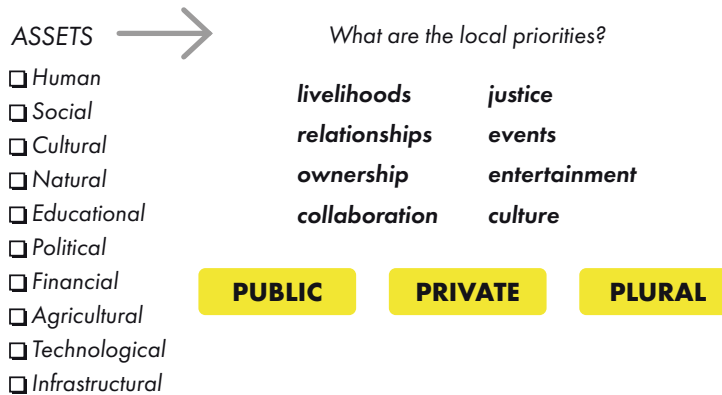 ASSETS
Human
Social
Cultural
Natural
Educational
Political
Financial
Agricultural
Technological
Infrastructural
What are the local priorities?
livelihoods justice
relationships events
ownership entertainment
collaboration culture
PUBLIC PRIVATE PLURAL